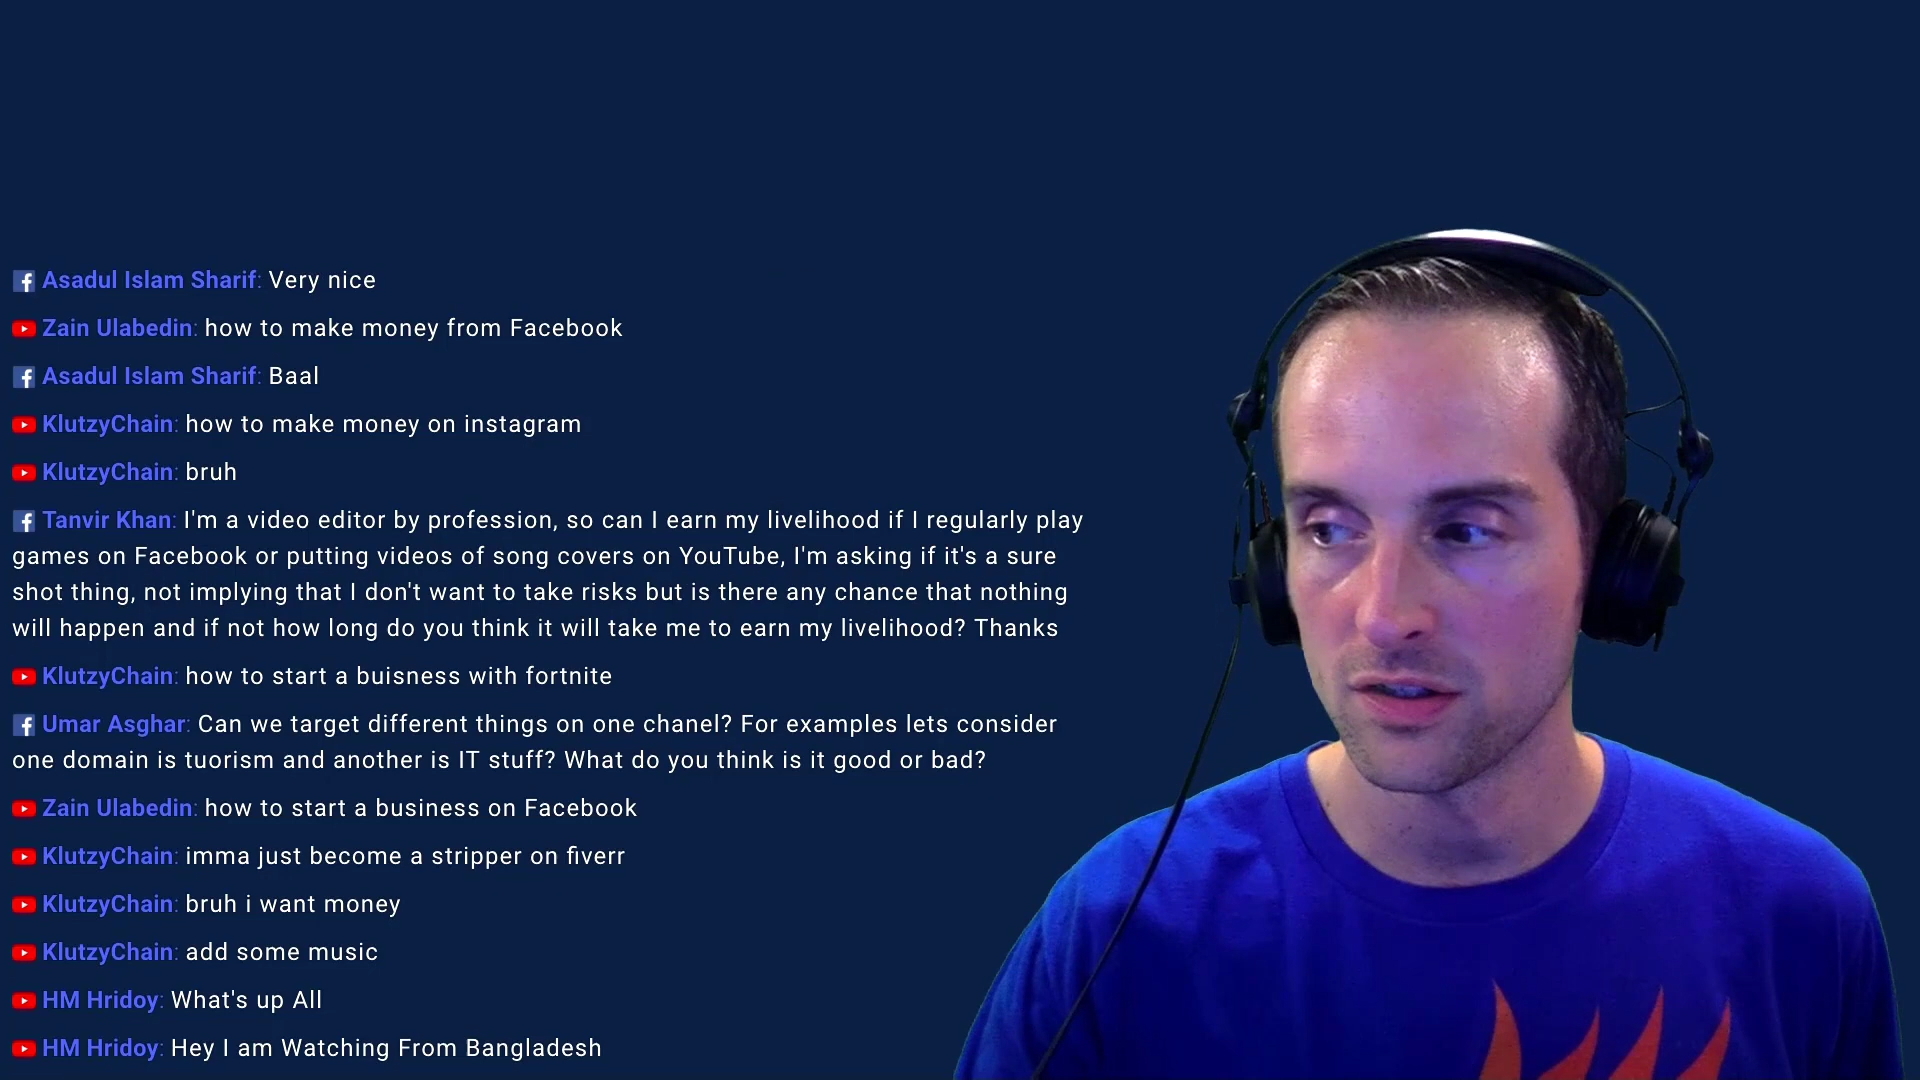 Asadul Islam Sharif: Very nice
Zain Ulabedin: how to make money from Facebook
Asadul Islam Sharif: Baal
KlutzyChain: how to make money on instagram
KlutzyChain: bruh
Tanvir Khan: I'm a video editor by profession, so can I earn my livelihood if I regularly play
games on Facebook or putting videos of song covers on YouTube, I'm asking if it's a sure
shot thing, not implying that I don't want to take risks but is there any chance that nothing
will happen and if not how long do you think it will take me to earn my livelihood? Thanks
KlutzyChain: how to start a buisness with fortnite
Umar Asghar: Can we target different things on one chanel? For examples lets consider
one domain is tuorism and another is IT stuff? What do you think is it good or bad?
Zain Ulabedin: how to start a business on Facebook
KlutzyChain: imma just become a stripper on fiverr
KlutzyChain: bruh i want money
KlutzyChain: add some music
HM Hridoy: What's up All
HM Hridoy: Hey I am Watching From Bangladesh